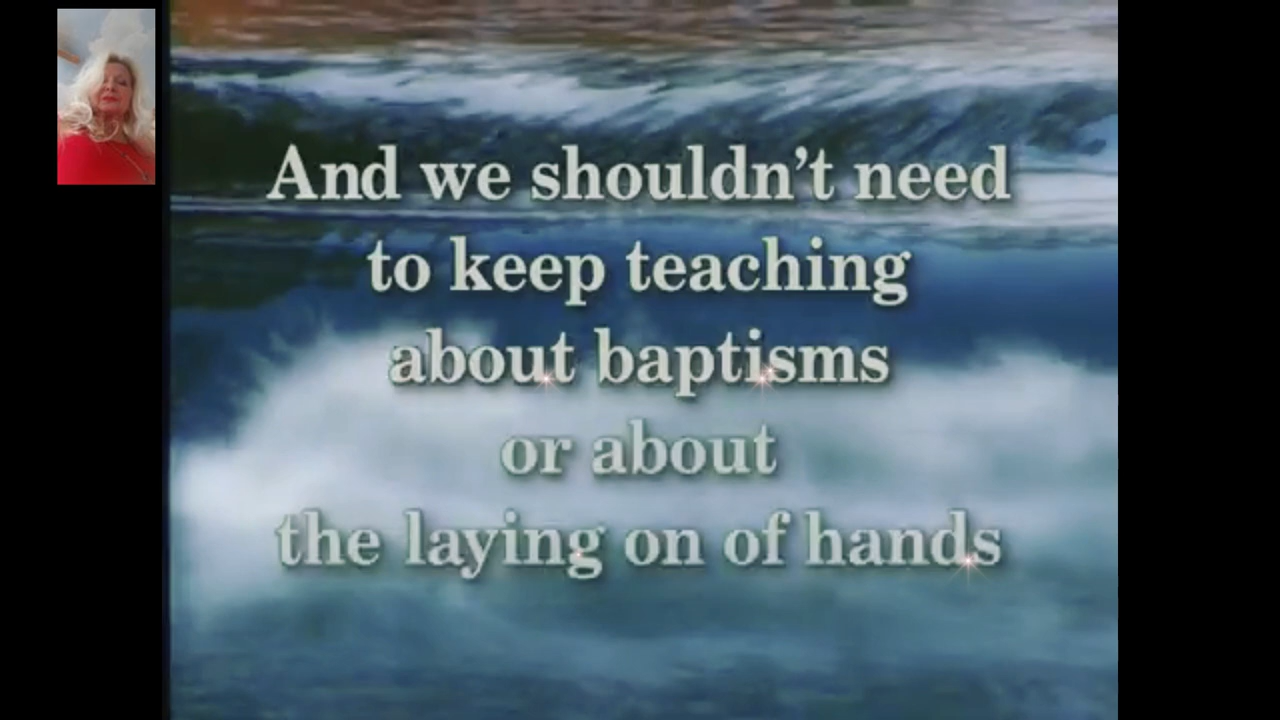 And we shouldn’t need
to keep teaching
about baptisms
or about
the laying on of hands